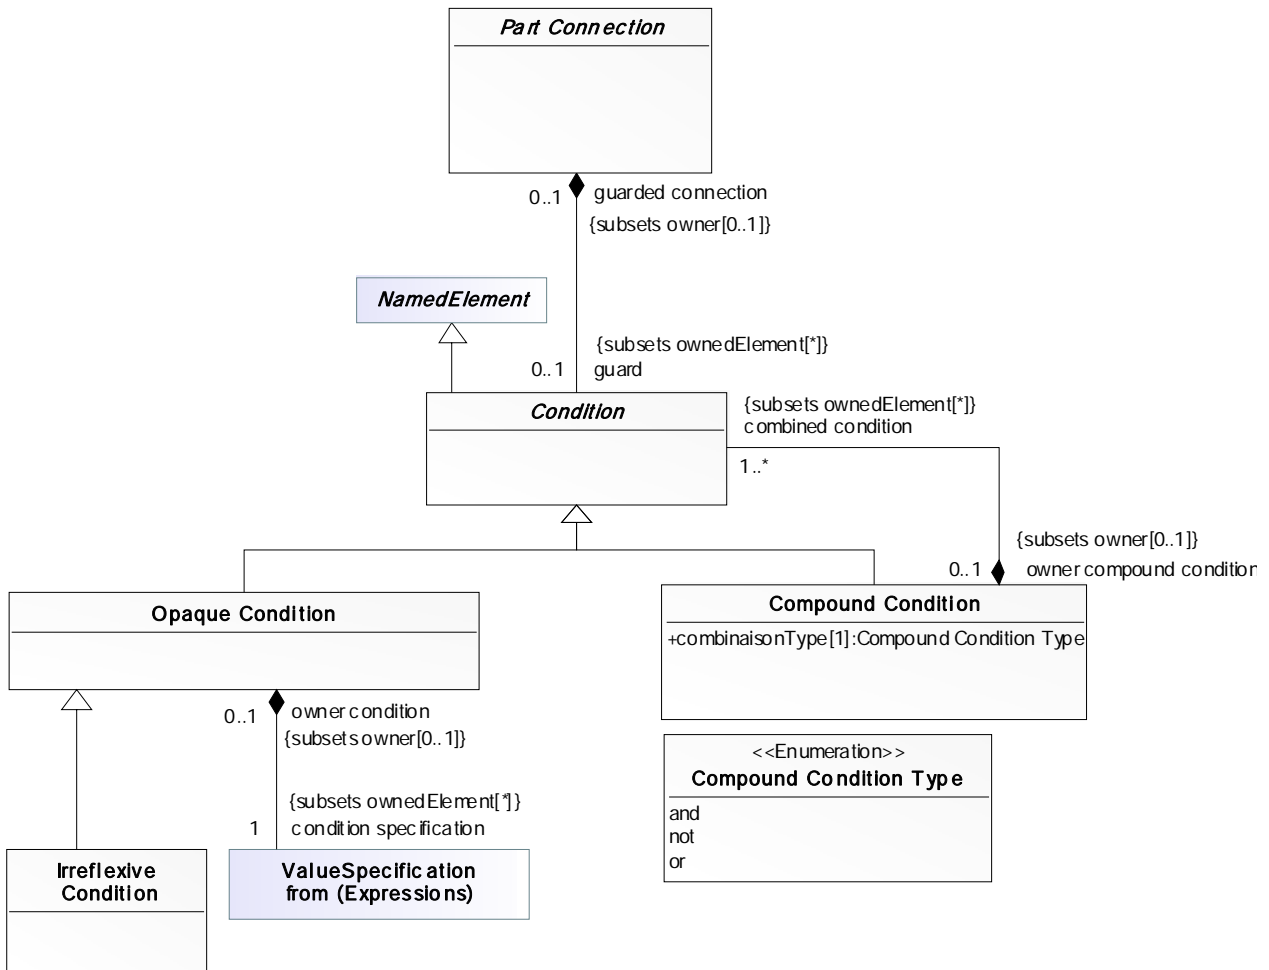 Part Connection
0..1
guarded connection
{subsets owner[0..1]}
NamedElement
{subsets ownedElement[*]}
0..1
guard
Condition
{subsets ownedElement[*]}
combined condition
1..*
{subsets owner[0..1]}
0..1
owner compound condition
Opaque Condition
Compound Condition
+combinaisonType[1]:Compound Condition Type
0..1
owner condition
{subsets owner[0..1]}
<<Enumeration>>
Compound Condition Type
and
not
or
{subsets ownedElement[*]}
1
condition specification
Irreflexive
Condition
ValueSpecification
from (Expressions)